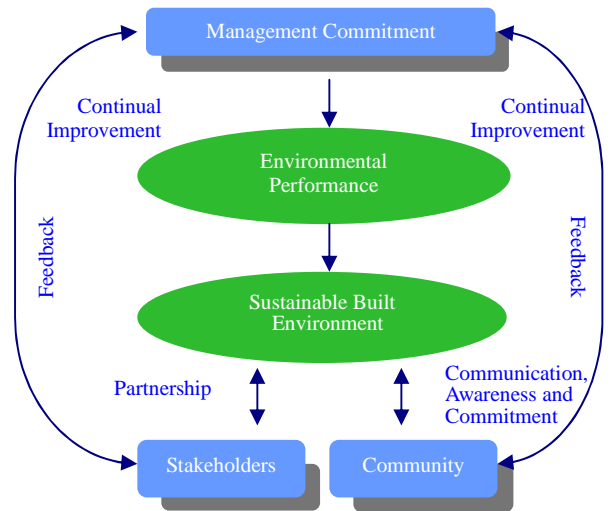 Management Commitment
Continual
Improvement
Continual
Improvement
Environmental
Performance
Feedback
Feedback
Sustainable Built
Environment
Partnership
Communication,
Awareness and
Commitment
Stakeholders
Community